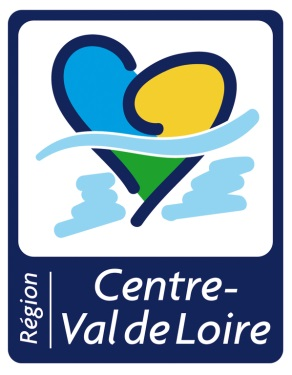 Région
Centre-
Val de Loire